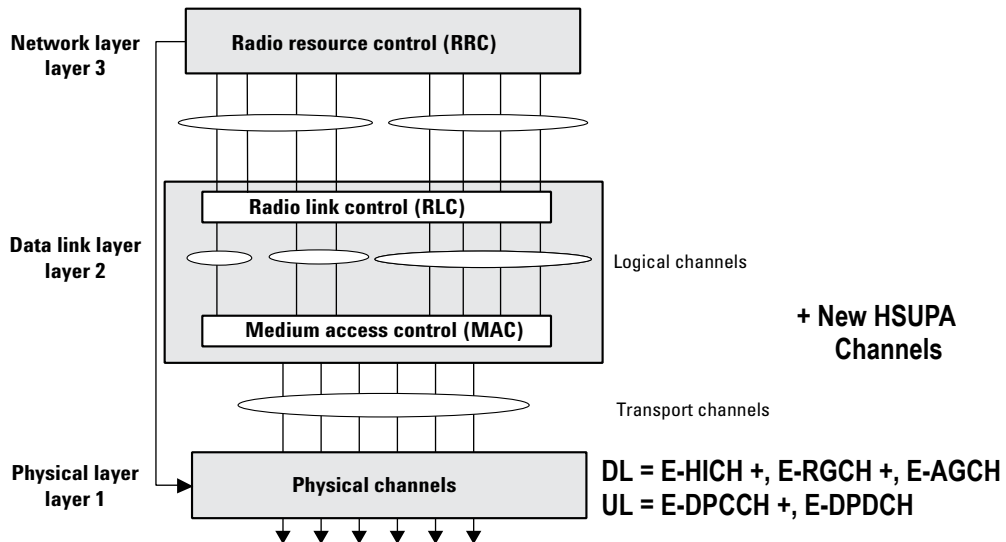 Network layer
layer 3
Radio resource control (RRC)
Radio link control (RLC)
Data link layer
layer 2
Logical channels
Medium access control (MAC)
+ New HSUPA
Channels
Transport channels
Physical layer
layer 1
Physical channels
DL = E-HICH +, E-RGCH +, E-AGCH
UL = E-DPCCH +, E-DPDCH